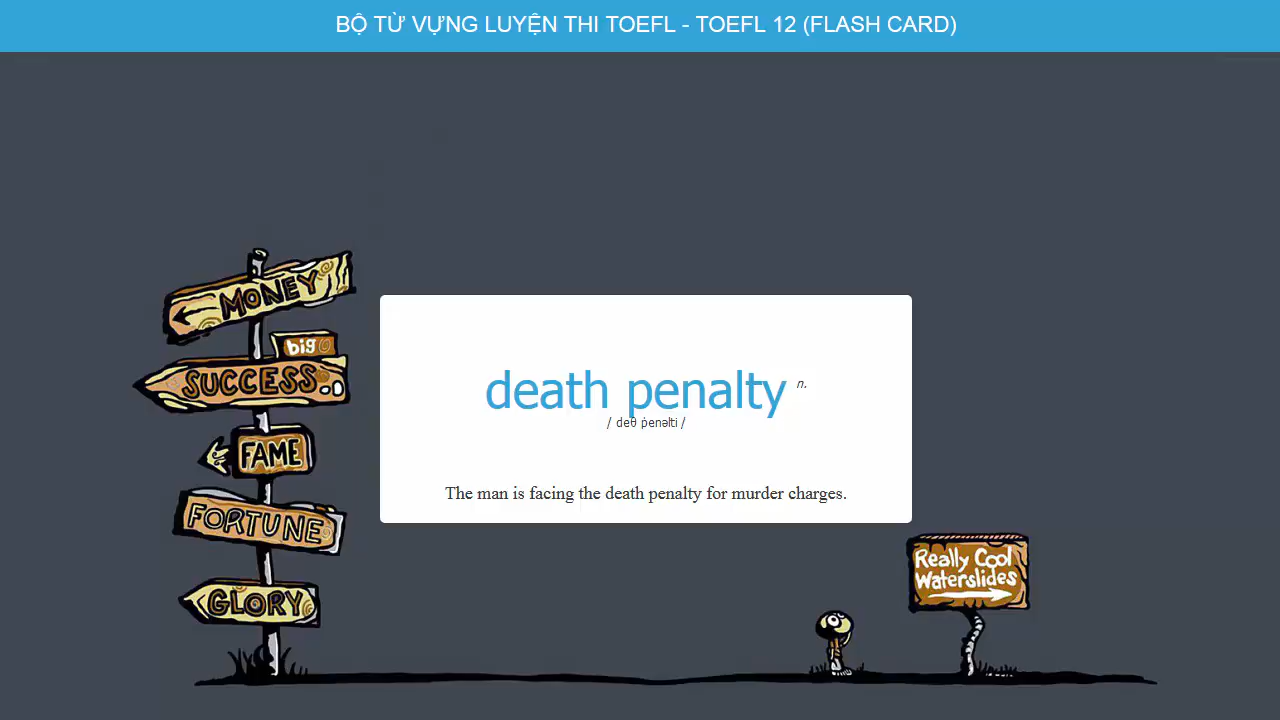 BỘ TỪ VỰNG LUYỆN THI TOEFL - TOEFL 12 (FLASH CARD)
MONEY
big
SUCCESS
FAME
FORTUNE
GLORY
death penalty n.
/ deθ ṗenəlti /
The man is facing the death penalty for murder charges.
Really Cool
Waterslides